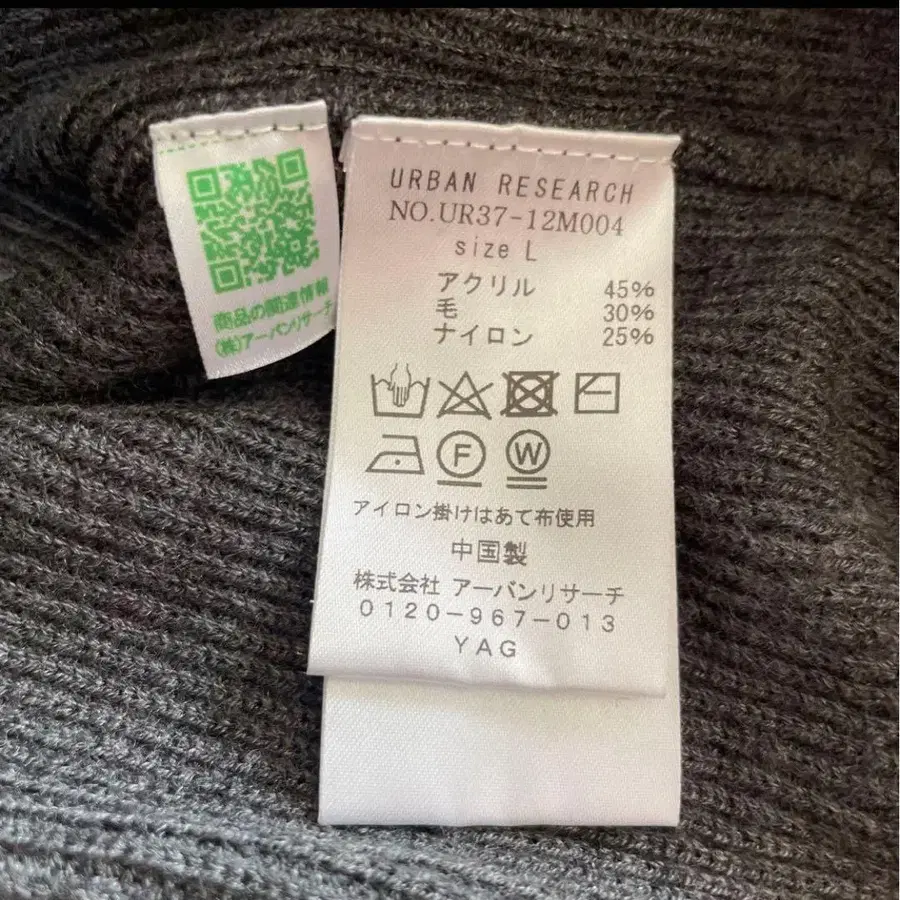 商品の関連情報
(株)アーバンリサーチ
URBAN RESEARCH
NO.UR37-12M004
size L
アクリル 45%
毛 30%
ナイロン 25%
F W
アイロン掛けはあて布使用
中国製
株式会社 アーバンリサーチ
0120-967-013
YAG